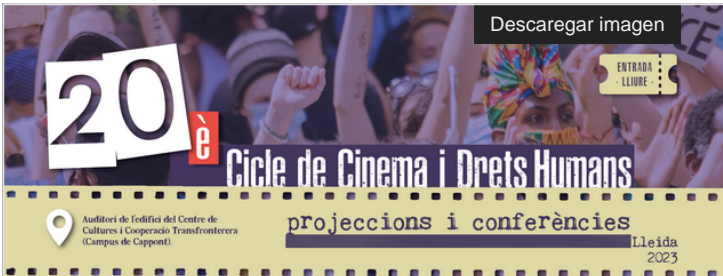 Descaregar imagen
ENTRADA
· LLIURE ·
20
è
Cicle de Cinema i Drets Humans
Auditori de l'edifici del Centre de
Cultures i Cooperació Transfronterera
(Campus de Cappont).
projeccions i conferències
Lleida
2023